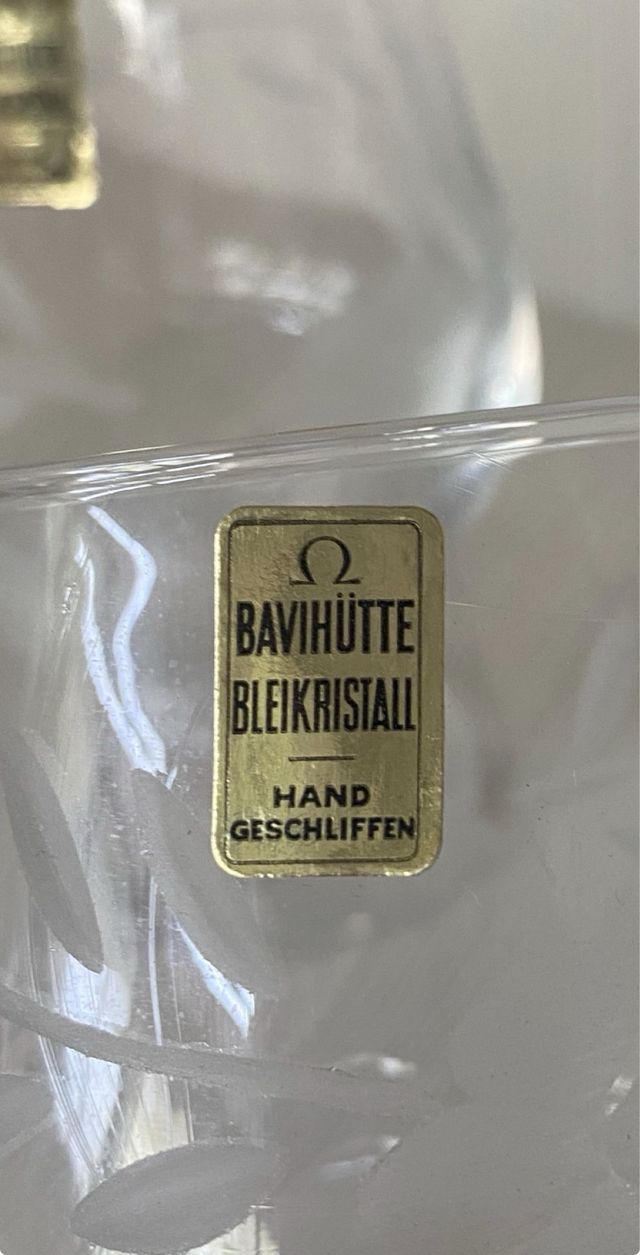 Ω
BAVIHÜTTE
BLEIKRISTALL
HAND
GESCHLIFFEN